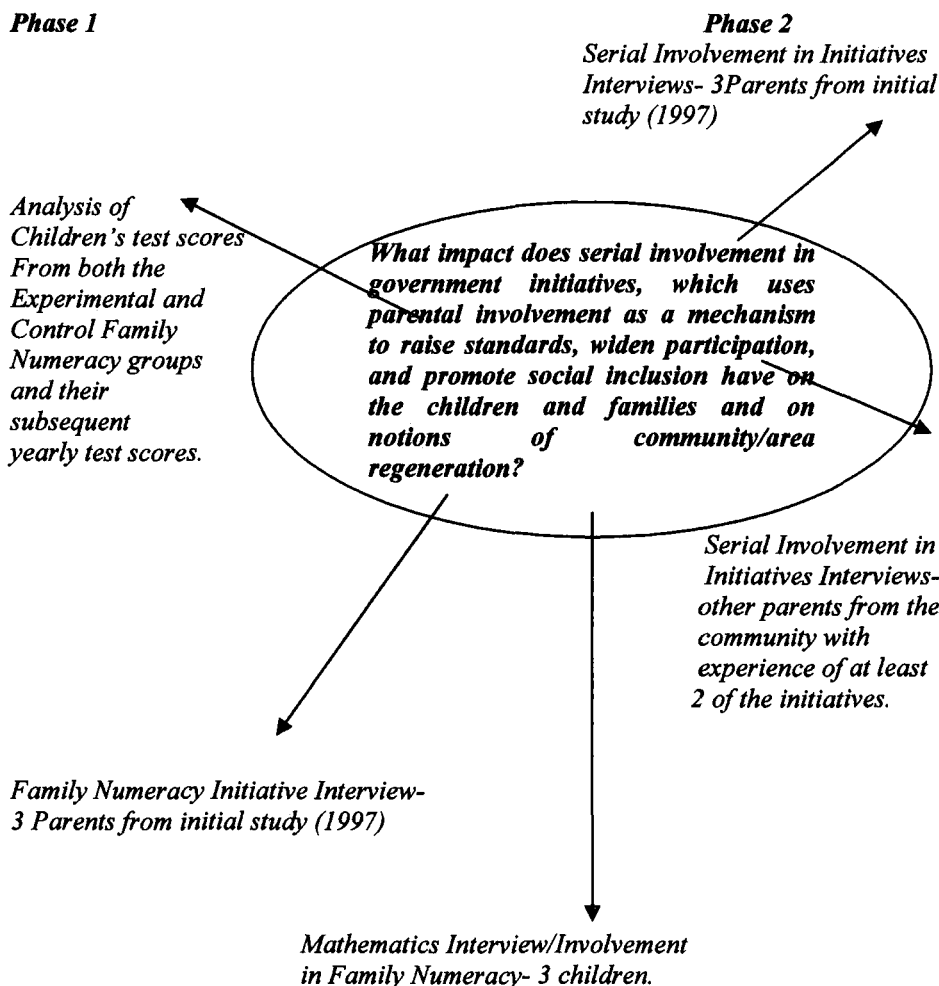 Phase 1
Phase 2
Serial Involvement in Initiatives
Interviews- 3Parents from initial
study (1997)
Analysis of
Children's test scores
From both the
Experimental and
Control Family
Numeracy groups
and their
subsequent
yearly test scores.
What impact does serial involvement in
government initiatives, which uses
parental involvement as a mechanism
to raise standards, widen participation,
and promote social inclusion have on
the children and families and on
notions of community/area
regeneration?
Serial Involvement in
Initiatives Interviews-
other parents from the
community with
experience of at least
2 of the initiatives.
Family Numeracy Initiative Interview-
3 Parents from initial study (1997)
Mathematics Interview/Involvement
in Family Numeracy- 3 children.